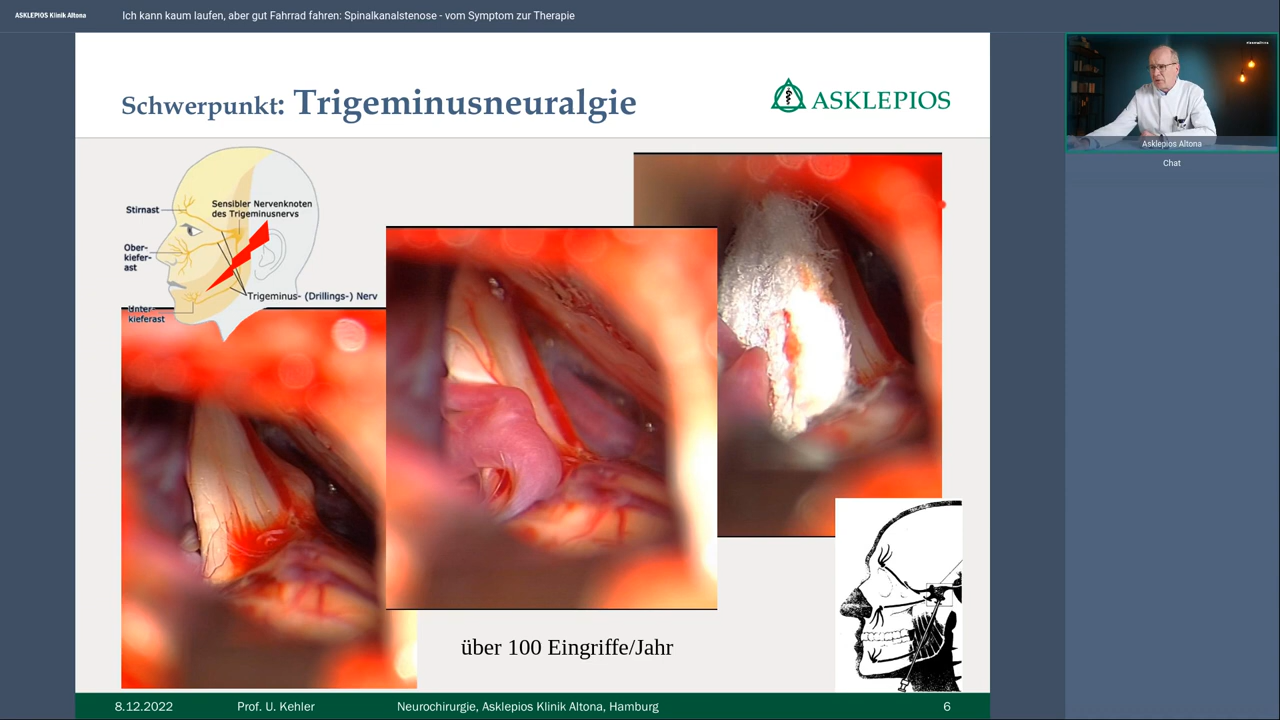 ASKLEPIOS Klinik Altona
Ich kann kaum laufen, aber gut Fahrrad fahren: Spinalkanalstenose - vom Symptom zur Therapie
Schwerpunkt: Trigeminusneuralgie
ASKLEPIOS
Asklepios Altona
Chat
Stirnast
Sensibler Nervenknoten
des Trigeminusnervs
Ober-
kiefer-
ast
Trigeminus- (Drillings-) Nerv
Unter-
kieferast
über 100 Eingriffe/Jahr
8.12.2022
Prof. U. Kehler
Neurochirurgie, Asklepios Klinik Altona, Hamburg
6